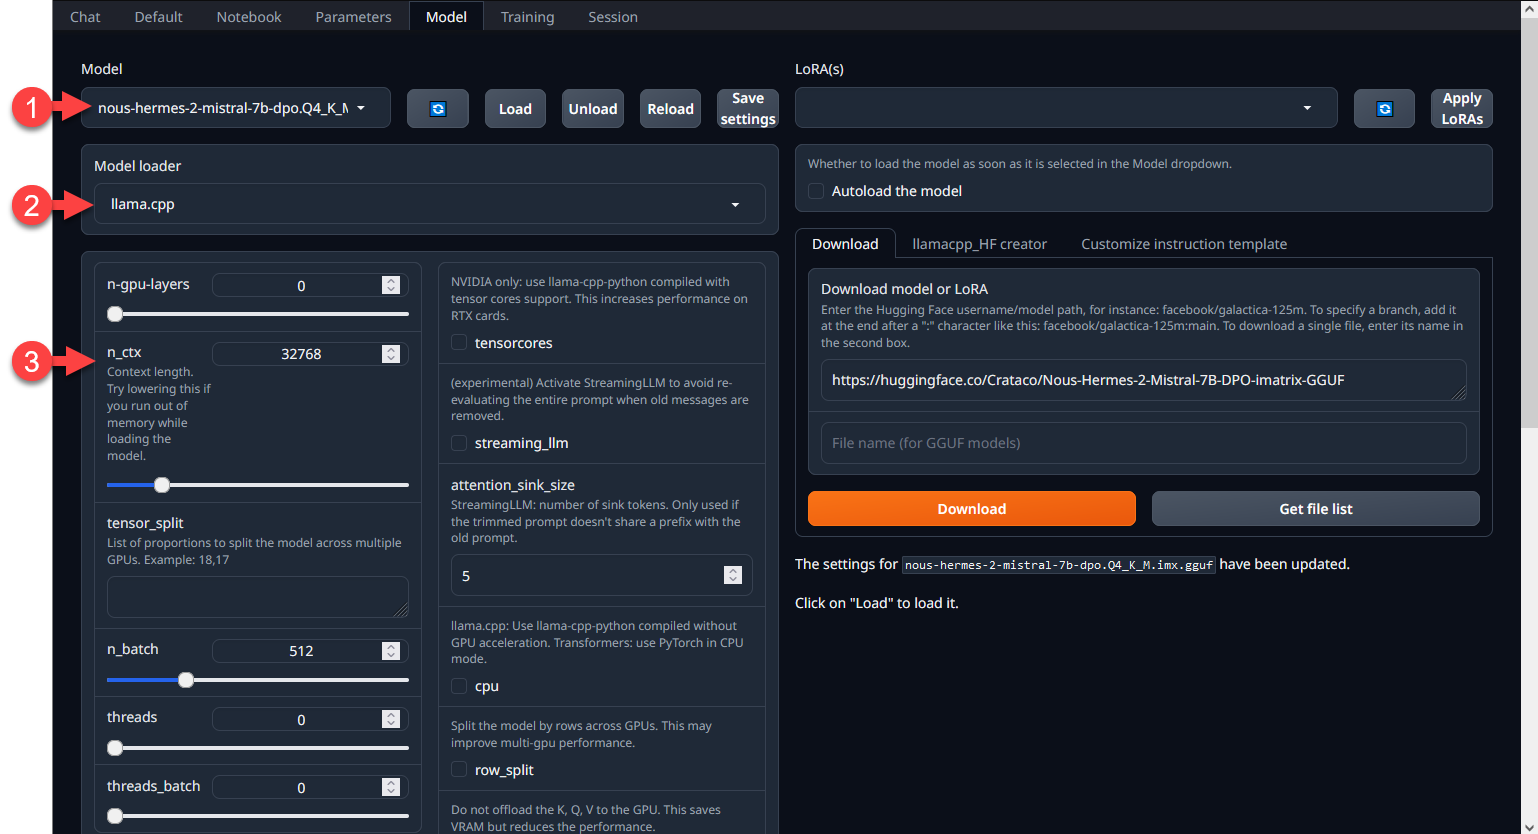 Chat Default Notebook Parameters Model Training Session
Model
1
nous-hermes-2-mistral-7b-dpo.Q4_K_M
Load
Unload
Reload
Save
settings
Model loader
2
llama.cpp
n-gpu-layers
0
3
n_ctx
32768
Context length.
Try lowering this if
you run out of
memory while
loading the
model.
tensor_split
List of proportions to split the model across multiple
GPUs. Example: 18,17
n_batch
512
threads
0
threads_batch
0
NVIDIA only: use llama-cpp-python compiled with
tensor cores support. This increases performance on
RTX cards.
tensorcores
(experimental) Activate StreamingLLM to avoid re-
evaluating the entire prompt when old messages are
removed.
streaming_llm
attention_sink_size
StreamingLLM: number of sink tokens. Only used if
the trimmed prompt doesn't share a prefix with the
old prompt.
5
llama.cpp: Use llama-cpp-python compiled without
GPU acceleration. Transformers: use PyTorch in CPU
mode.
cpu
Split the model by rows across GPUs. This may
improve multi-gpu performance.
row_split
Do not offload the K, Q, V to the GPU. This saves
VRAM but reduces the performance.
LoRA(s)
Apply
LoRAs
Whether to load the model as soon as it is selected in the Model dropdown.
Autoload the model
Download llamacpp_HF creator Customize instruction template
Download model or LoRA
Enter the Hugging Face username/model path, for instance: facebook/galactica-125m. To specify a branch, add it
at the end after a ":" character like this: facebook/galactica-125m:main. To download a single file, enter its name in
the second box.
https://huggingface.co/Crataco/Nous-Hermes-2-Mistral-7B-DPO-imatrix-GGUF
File name (for GGUF models)
Download
Get file list
The settings for nous-hermes-2-mistral-7b-dpo.Q4_K_M.imx.gguf have been updated.
Click on "Load" to load it.